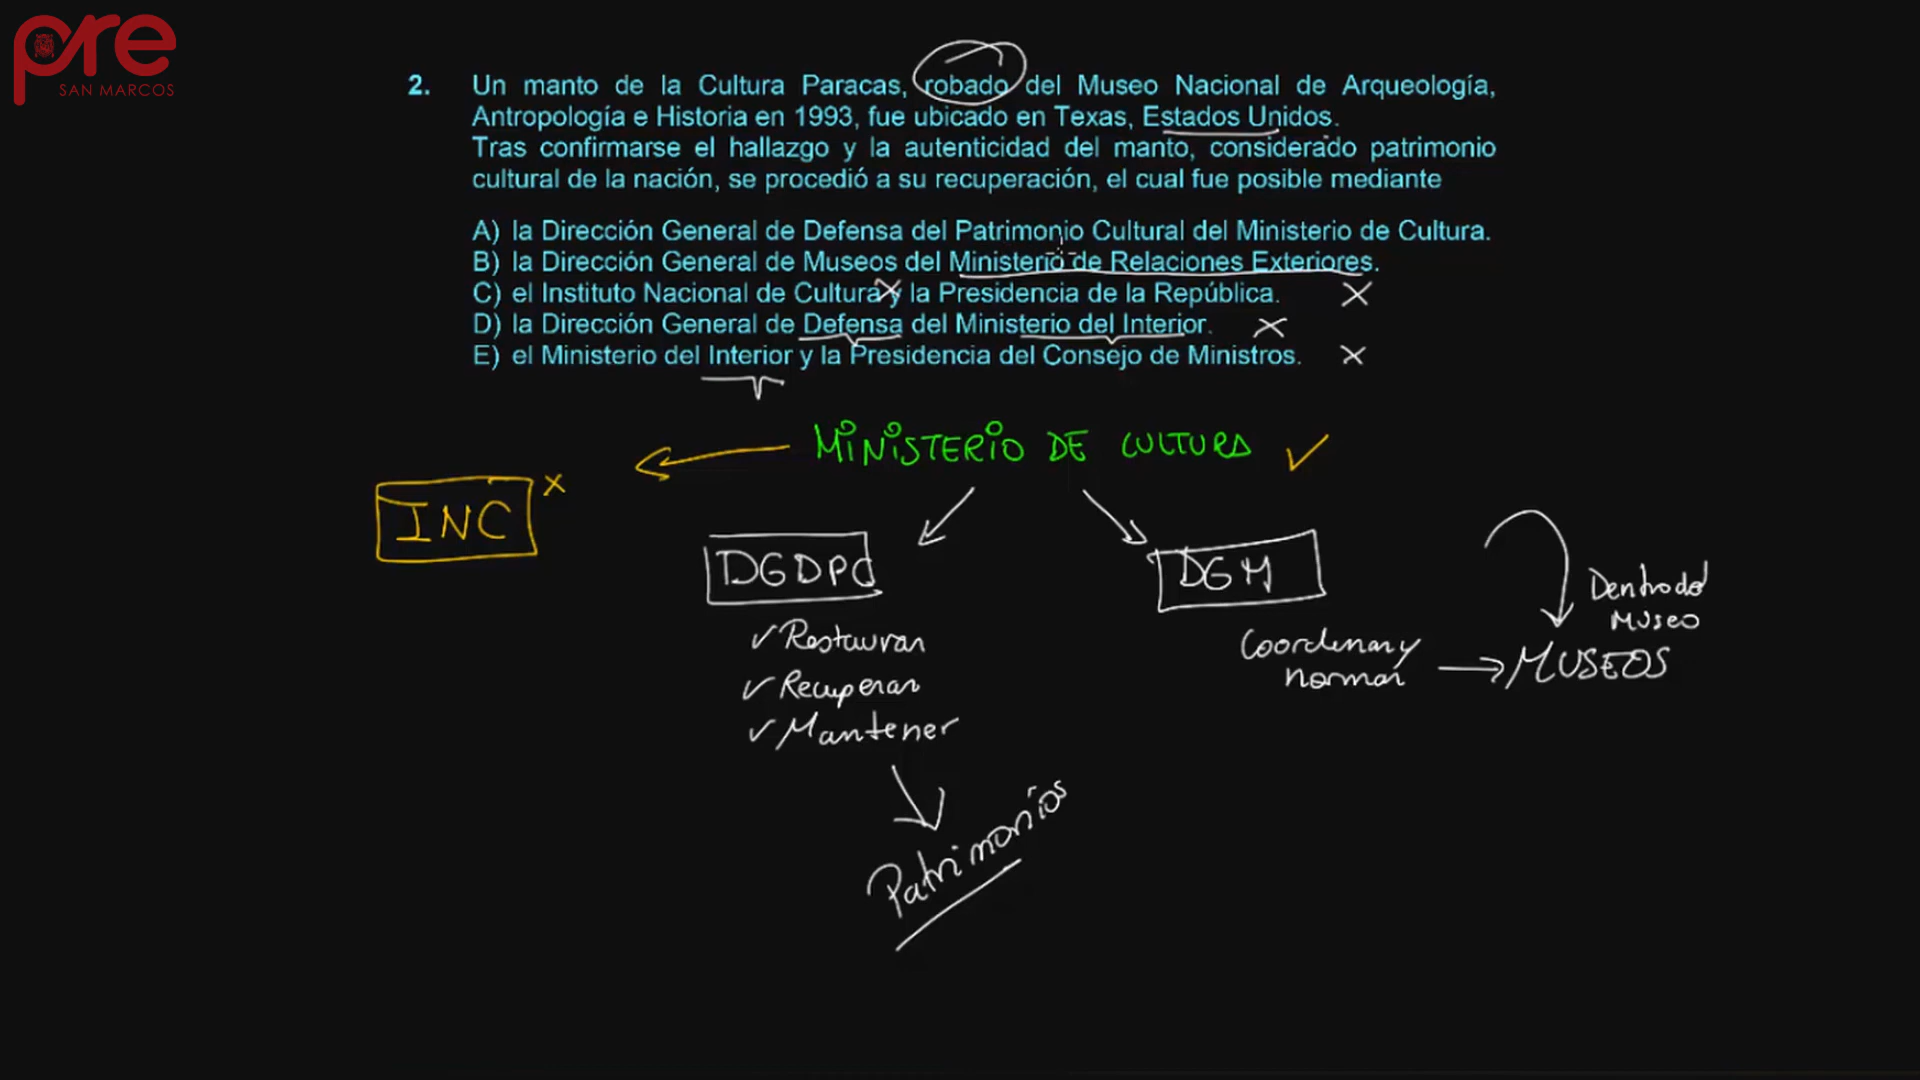 pre
SAN MARCOS
2. Un manto de la Cultura Paracas, robado del Museo Nacional de Arqueología,
Antropología e Historia en 1993, fue ubicado en Texas, Estados Unidos.
Tras confirmarse el hallazgo y la autenticidad del manto, considerado patrimonio
cultural de la nación, se procedió a su recuperación, el cual fue posible mediante
A) la Dirección General de Defensa del Patrimonio Cultural del Ministerio de Cultura.
B) la Dirección General de Museos del Ministerio de Relaciones Exteriores.
C) el Instituto Nacional de Cultura y la Presidencia de la República. X
D) la Dirección General de Defensa del Ministerio del Interior. X
E) el Ministerio del Interior y la Presidencia del Consejo de Ministros. X
MINISTERIO DE CULTURA ✓
INC x
DGDPC
✓ Restauran
✓ Recuperan
✓ Mantener
Patrimonios
DGM
Coordenar y
normar → MUSEOS
Dentro del
MUSEO